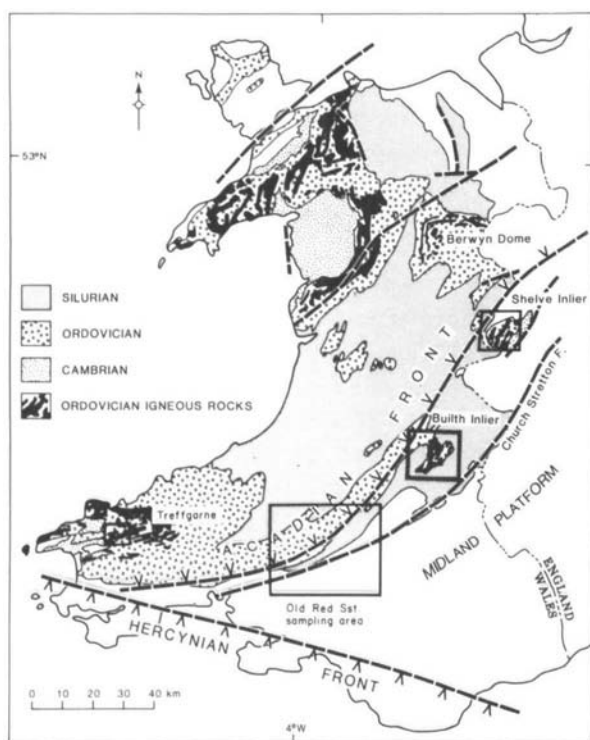 N
53°N
Berwyn Dome
SILURIAN
Shelve Inlier
ORDOVICIAN
CAMBRIAN
ORDOVICIAN IGNEOUS ROCKS
ACADIAN FRONT
Church Stretton F.
Builth Inlier
Treffgarne
MIDLAND PLATFORM
ENGLAND
WALES
Old Red Sst.
sampling area
HERCYNIAN FRONT
0 10 20 30 40 km
4°W